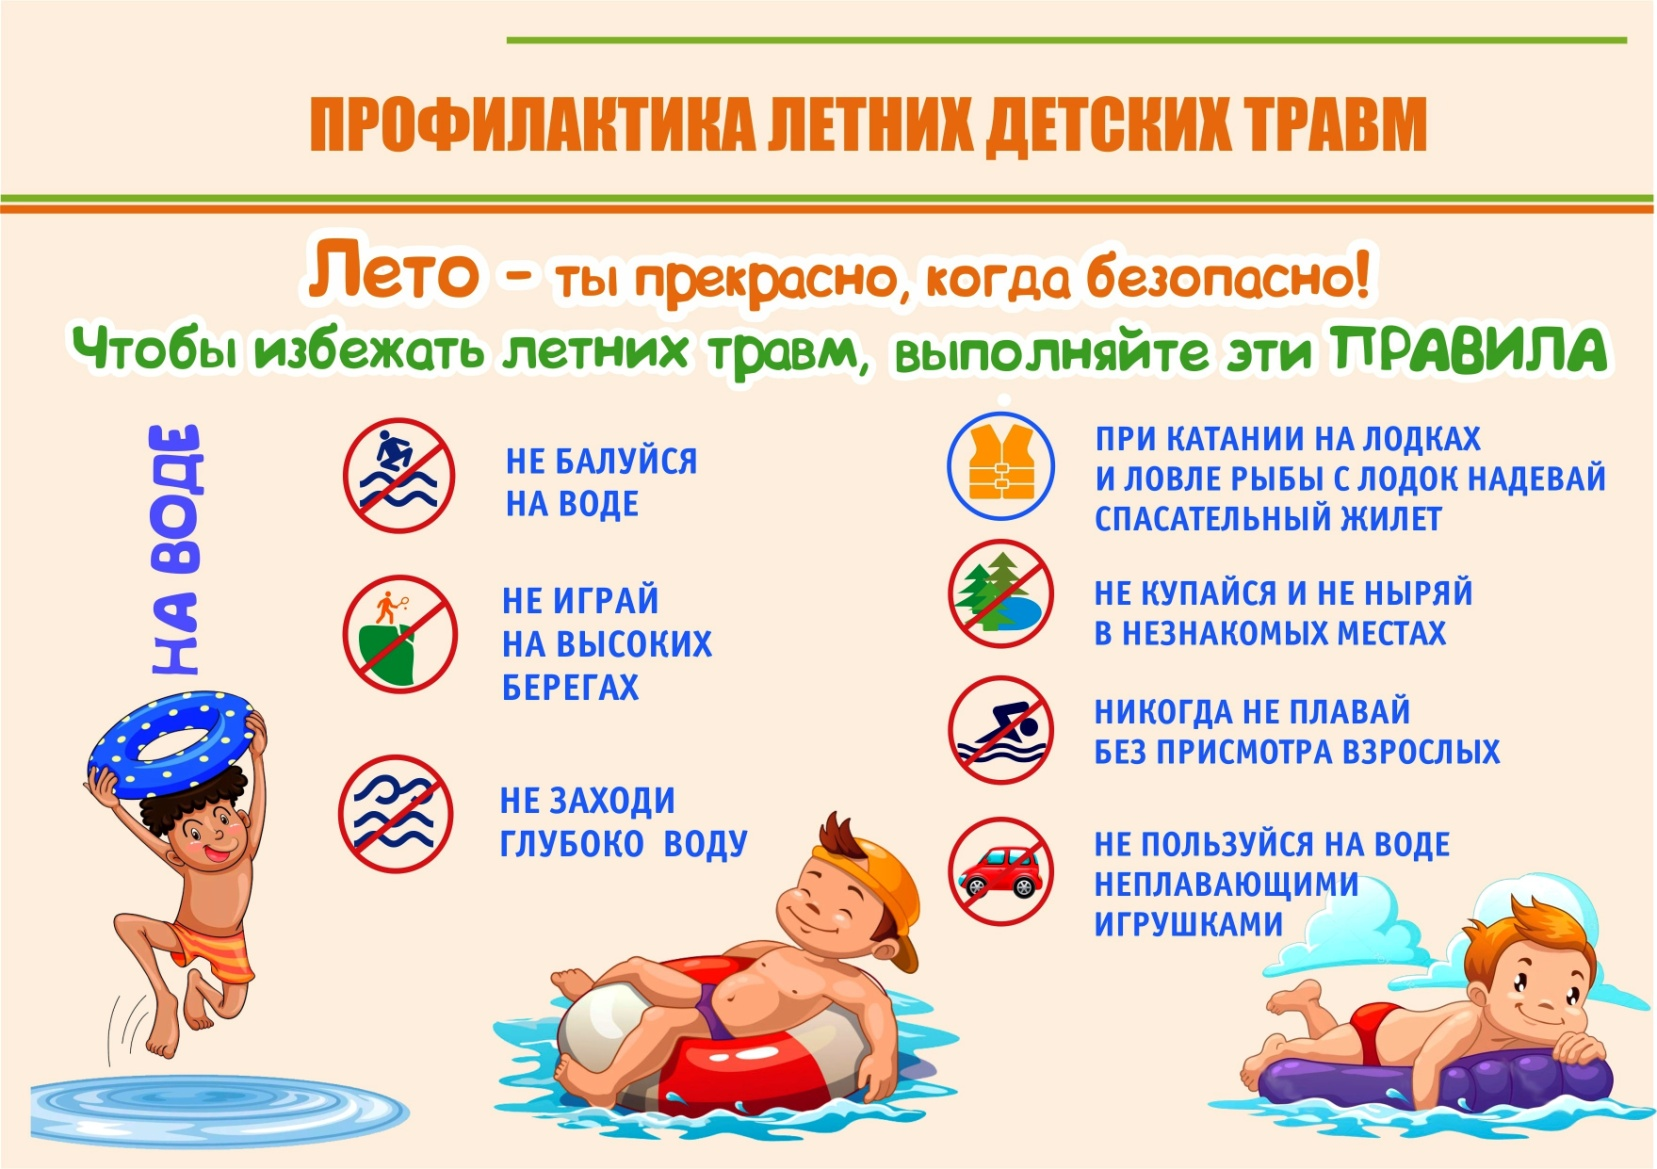 ПРОФИЛАКТИКА ЛЕТНИХ ДЕТСКИХ ТРАВМ
Лето – ты прекрасно, когда безопасно!
Чтобы избежать летних травм, выполняйте эти ПРАВИЛА
НА ВОДЕ
НЕ БАЛУЙСЯ
НА ВОДЕ
НЕ ИГРАЙ
НА ВЫСОКИХ
БЕРЕГАХ
НЕ ЗАХОДИ
ГЛУБОКО ВОДУ
ПРИ КАТАНИИ НА ЛОДКАХ
И ЛОВЛЕ РЫБЫ С ЛОДОК НАДЕВАЙ
СПАСАТЕЛЬНЫЙ ЖИЛЕТ
НЕ КУПАЙСЯ И НЕ НЫРЯЙ
В НЕЗНАКОМЫХ МЕСТАХ
НИКОГДА НЕ ПЛАВАЙ
БЕЗ ПРИСМОТРА ВЗРОСЛЫХ
НЕ ПОЛЬЗУЙСЯ НА ВОДЕ
НЕПЛАВАЮЩИМИ
ИГРУШКАМИ